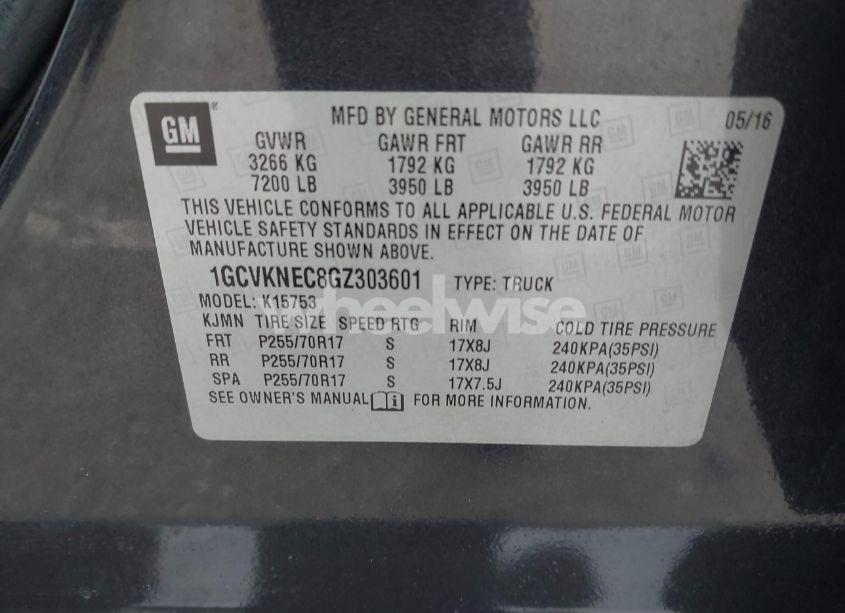 GM
MFD BY GENERAL MOTORS LLC 05/16
GVWR GAWR FRT GAWR RR
3266 KG 1792 KG 1792 KG
7200 LB 3950 LB 3950 LB
THIS VEHICLE CONFORMS TO ALL APPLICABLE U.S. FEDERAL MOTOR
VEHICLE SAFETY STANDARDS IN EFFECT ON THE DATE OF
MANUFACTURE SHOWN ABOVE.
1GCVKNEC8GZ303601 TYPE: TRUCK
MODEL: K15753
wheelwise
KJMN TIRE SIZE SPEED RTG RIM COLD TIRE PRESSURE
FRT P255/70R17 S 17X8J 240KPA(35PSI)
RR P255/70R17 S 17X8J 240KPA(35PSI)
SPA P255/70R17 S 17X7.5J 240KPA(35PSI)
SEE OWNER'S MANUAL i FOR MORE INFORMATION.